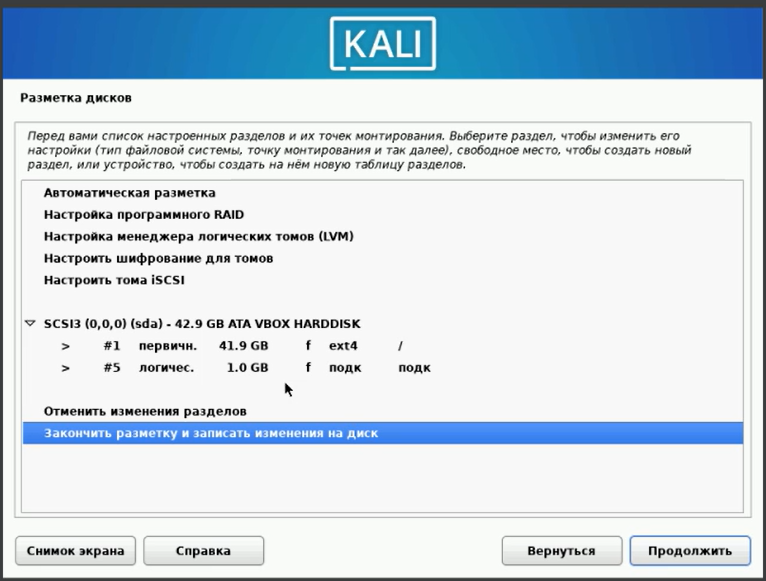 KALI
Разметка дисков
Перед вами список настроенных разделов и их точек монтирования. Выберите раздел, чтобы изменить его
настройки (тип файловой системы, точку монтирования и так далее), свободное место, чтобы создать новый
раздел, или устройство, чтобы создать на нём новую таблицу разделов.
Автоматическая разметка
Настройка программного RAID
Настройка менеджера логических томов (LVM)
Настроить шифрование для томов
Настроить тома iSCSI
SCSI3 (0,0,0) (sda) - 42.9 GB ATA VBOX HARDDISK
> #1 первичн. 41.9 GB f ext4 /
> #5 логичес. 1.0 GB f подк подк
Отменить изменения разделов
Закончить разметку и записать изменения на диск
Снимок экрана Справка Вернуться Продолжить